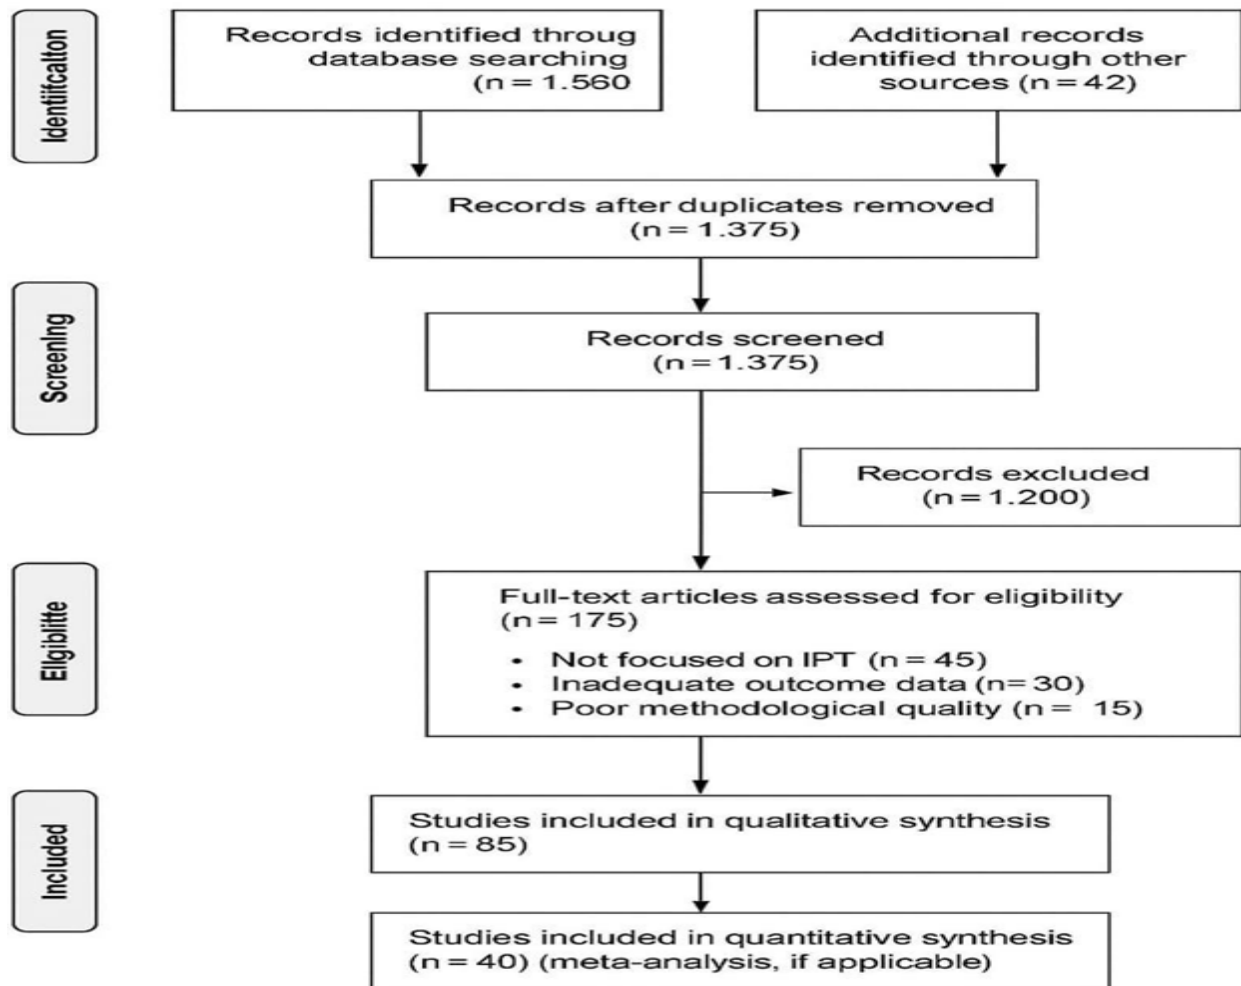 Identiifcalton
Records identified throug
database searching
(n = 1.560
Additional records
identified through other
sources (n = 42)
Records after duplicates removed
(n = 1.375)
Screening
Records screened
(n = 1.375)
Records excluded
(n = 1.200)
Ellgiblitte
Full-text articles assessed for eligibility
(n = 175)
• Not focused on IPT (n = 45)
• Inadequate outcome data (n= 30)
• Poor methodological quality (n = 15)
Included
Studies included in qualitative synthesis
(n = 85)
Studies included in quantitative synthesis
(n = 40) (meta-analysis, if applicable)